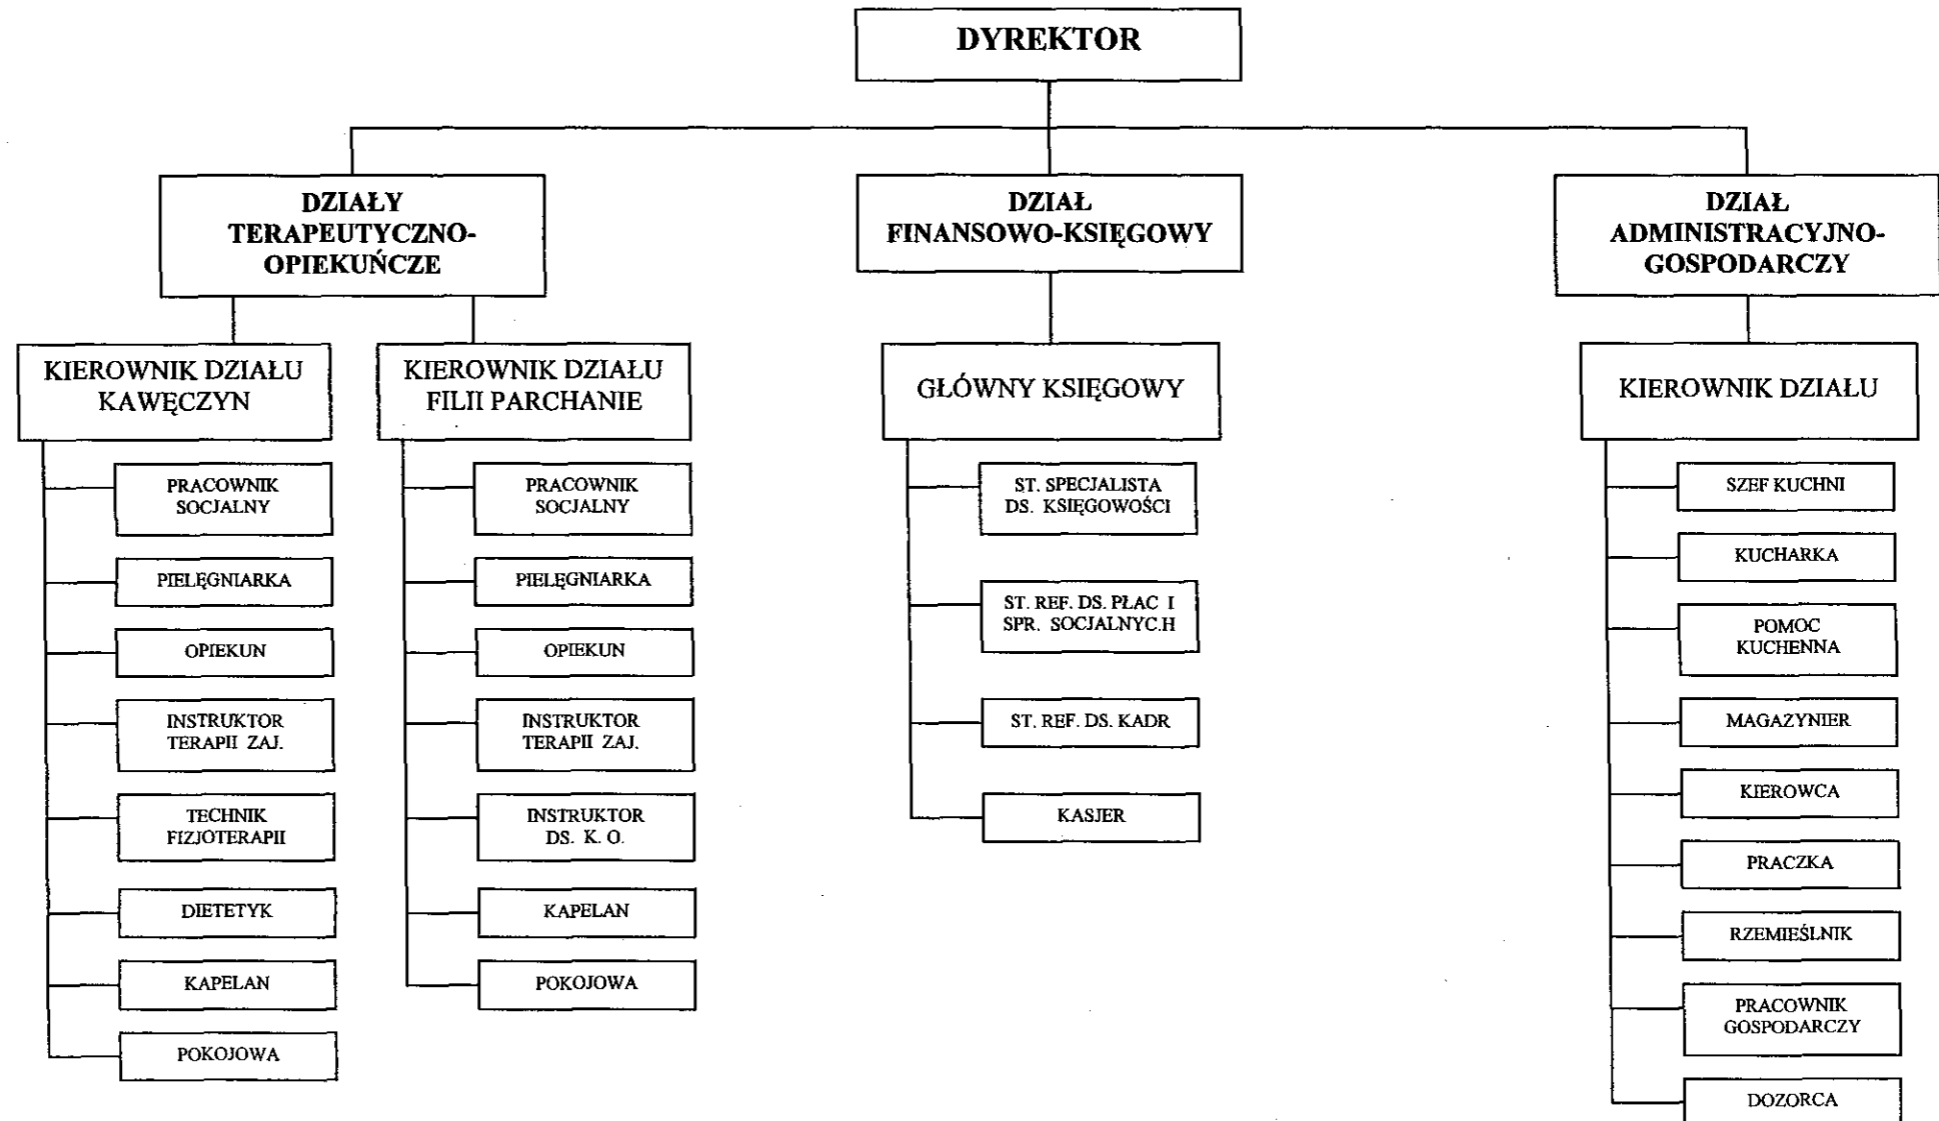 DYREKTOR
DZIAŁY
TERAPEUTYCZNO-
OPIEKUŃCZE
DZIAŁ
FINANSOWO-KSIĘGOWY
DZIAŁ
ADMINISTRACYJNO-
GOSPODARCZY
KIEROWNIK DZIAŁU
KAWĘCZYN
KIEROWNIK DZIAŁU
FILII PARCHANIE
GŁÓWNY KSIĘGOWY
KIEROWNIK DZIAŁU
PRACOWNIK
SOCJALNY
PIELĘGNIARKA
OPIEKUN
INSTRUKTOR
TERAPII ZAJ.
TECHNIK
FIZJOTERAPII
DIETETYK
KAPELAN
POKOJOWA
PRACOWNIK
SOCJALNY
PIELĘGNIARKA
OPIEKUN
INSTRUKTOR
TERAPII ZAJ.
INSTRUKTOR
DS. K. O.
KAPELAN
POKOJOWA
ST. SPECJALISTA
DS. KSIĘGOWOŚCI
ST. REF. DS. PŁAC I
SPR. SOCJALNYC.H
ST. REF. DS. KADR
KASJER
SZEF KUCHNI
KUCHARKA
POMOC
KUCHENNA
MAGAZYNIER
KIEROWCA
PRACZKA
RZEMIEŚLNIK
PRACOWNIK
GOSPODARCZY
DOZORCA